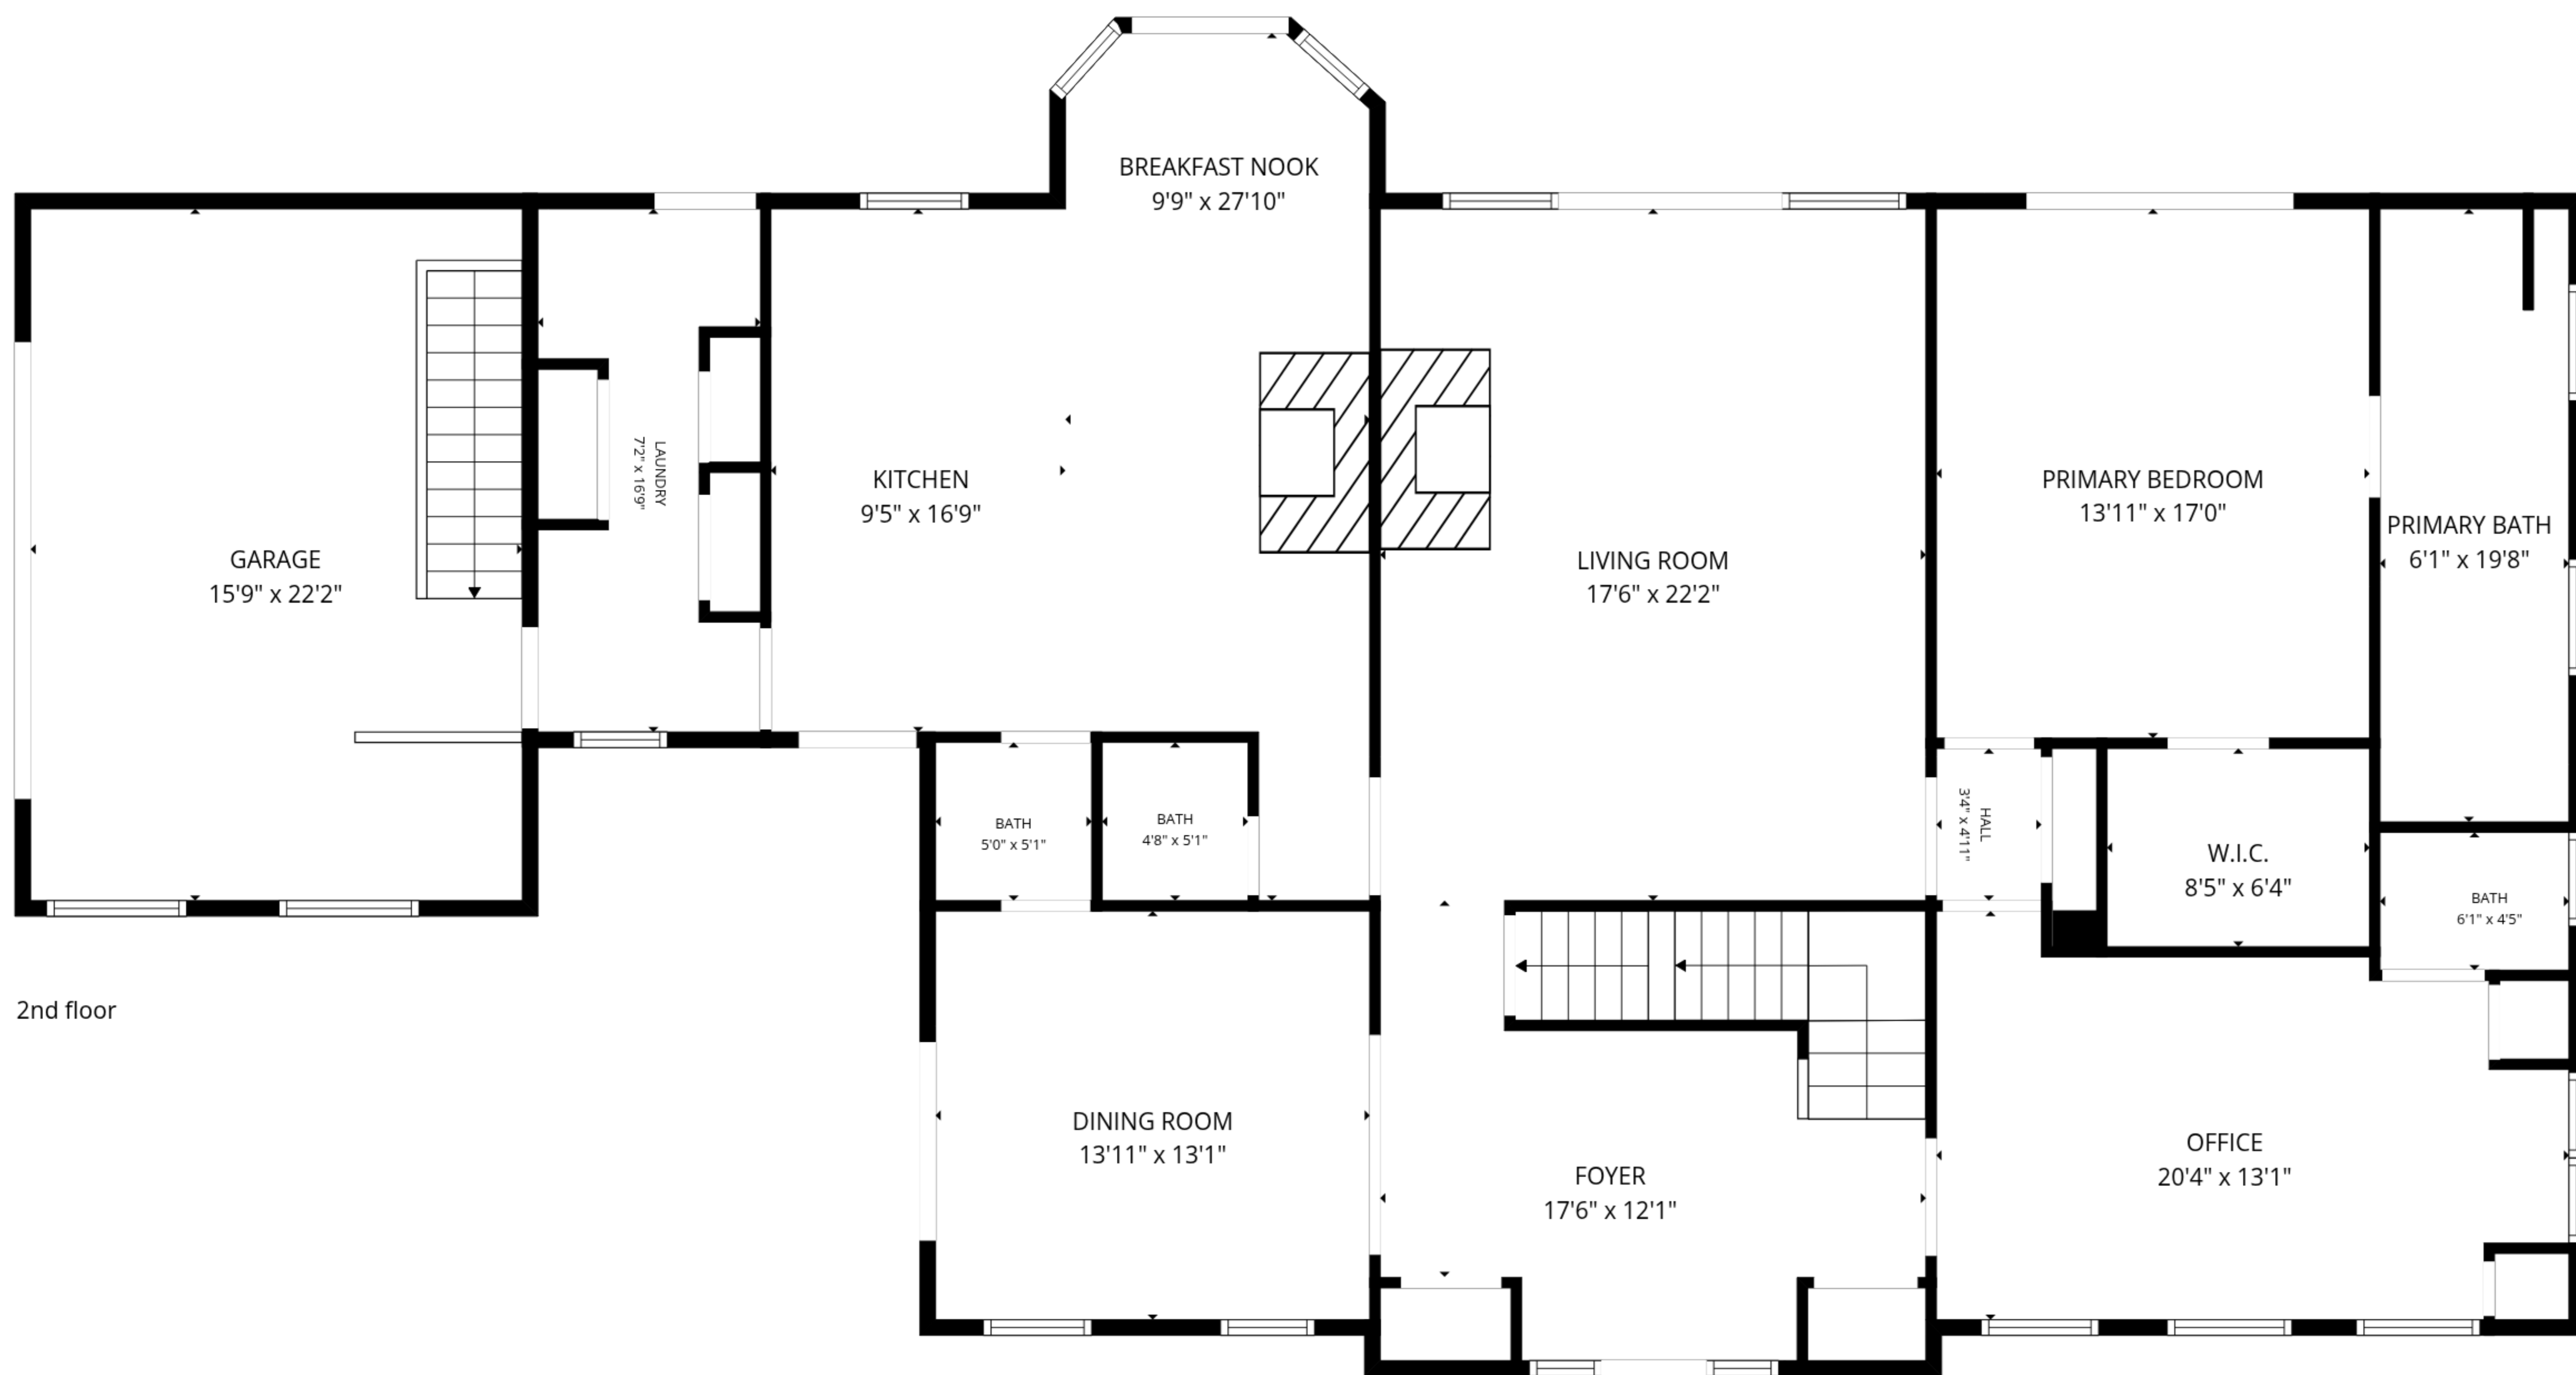 BREAKFAST NOOK
9'9" x 27'10"
LAUNDRY
7'2" x 16'9"
KITCHEN
9'5" x 16'9"
PRIMARY BEDROOM
13'11" x 17'0"
PRIMARY BATH
6'1" x 19'8"
GARAGE
15'9" x 22'2"
LIVING ROOM
17'6" x 22'2"
BATH
5'0" x 5'1"
BATH
4'8" x 5'1"
HALL
3'4" x 4'11"
W.I.C.
8'5" x 6'4"
BATH
6'1" x 4'5"
2nd floor
DINING ROOM
13'11" x 13'1"
FOYER
17'6" x 12'1"
OFFICE
20'4" x 13'1"